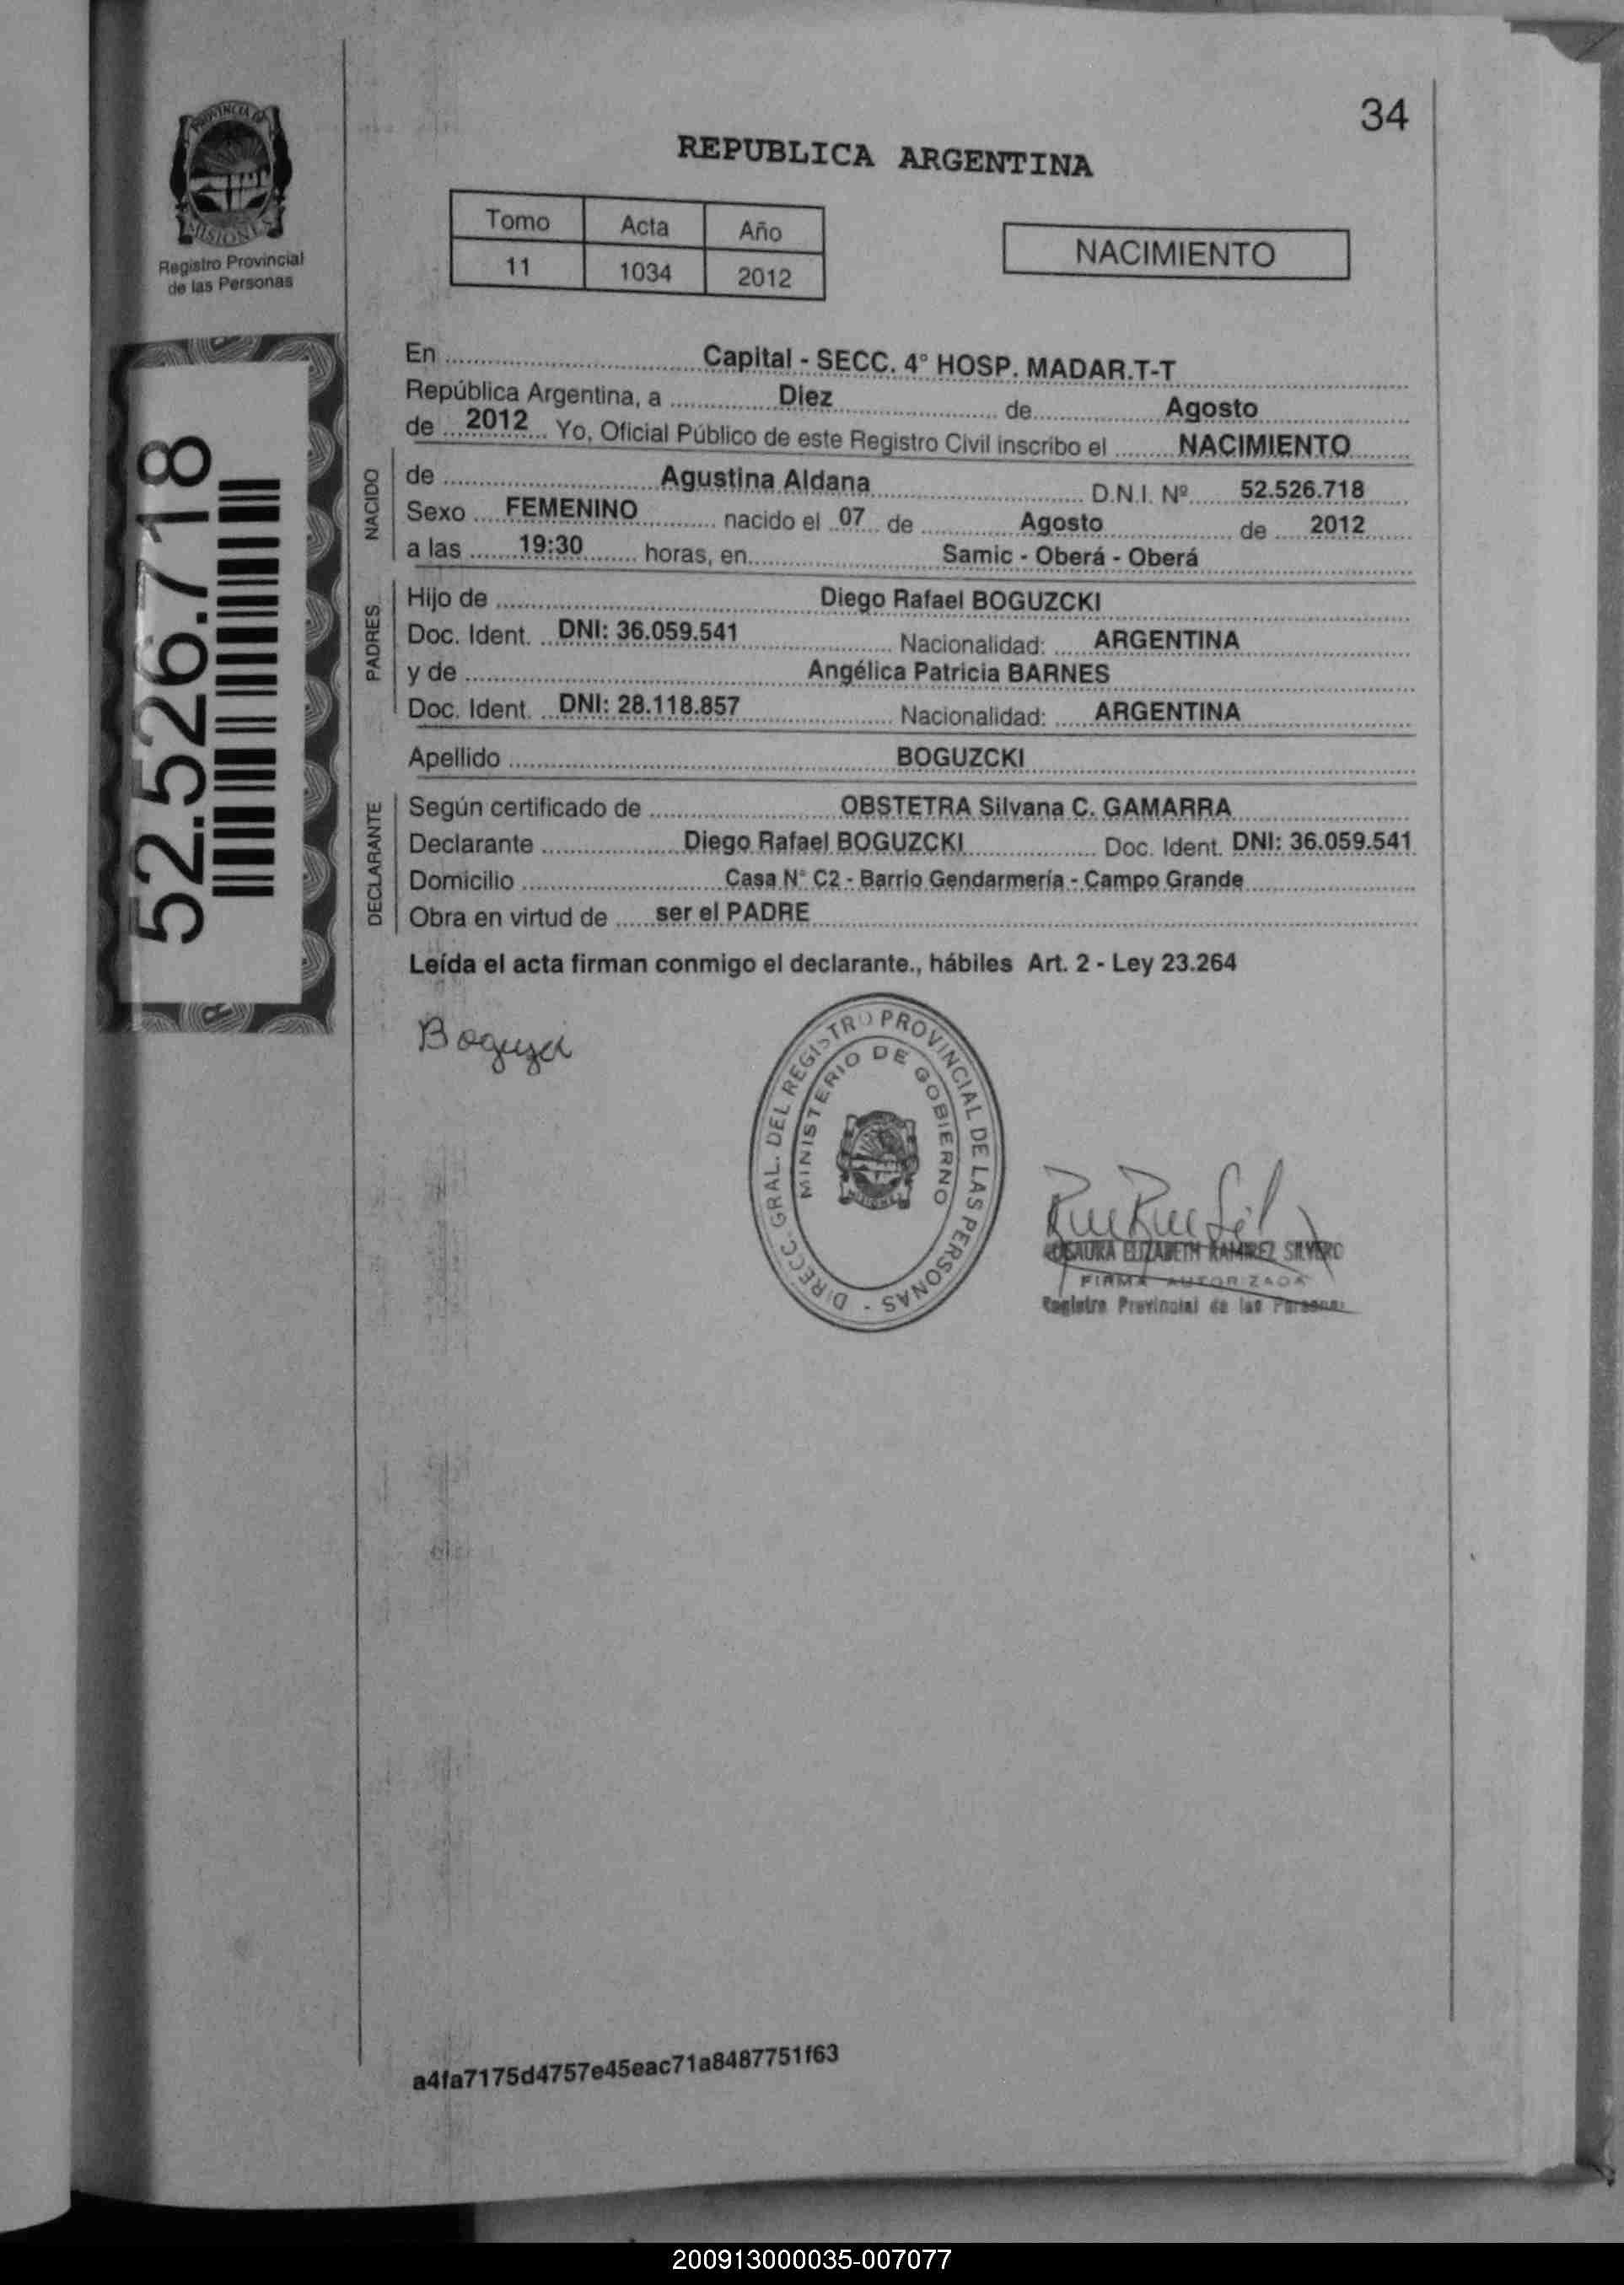 34
PROVINCIA DE
MISIONES
Registro Provincial
de las Personas
REPUBLICA ARGENTINA
Tomo Acta Año
11 1034 2012
NACIMIENTO
52.526.718
En Capital - SECC. 4° HOSP. MADAR.T-T
República Argentina, a Diez de Agosto
de 2012 Yo, Oficial Público de este Registro Civil inscribo el NACIMIENTO
NACIDO
de Agustina Aldana D.N.I. Nº 52.526.718
Sexo FEMENINO nacido el 07 de Agosto de 2012
a las 19:30 horas, en Samic - Oberá - Oberá
PADRES
Hijo de Diego Rafael BOGUZCKI
Doc. Ident. DNI: 36.059.541 Nacionalidad: ARGENTINA
y de Angélica Patricia BARNES
Doc. Ident. DNI: 28.118.857 Nacionalidad: ARGENTINA
Apellido BOGUZCKI
DECLARANTE
Según certificado de OBSTETRA Silvana C. GAMARRA
Declarante Diego Rafael BOGUZCKI Doc. Ident. DNI: 36.059.541
Domicilio Casa N° C2 - Barrio Gendarmería - Campo Grande
Obra en virtud de ser el PADRE
Leída el acta firman conmigo el declarante., hábiles Art. 2 - Ley 23.264
DIRECC. GRAL. DEL REGISTRO PROVINCIAL DE LAS PERSONAS -
MINISTERIO DE GOBIERNO
MISIONES
ROSAURA ELIZABETH RAMIREZ SILVERO
FIRMA AUTORIZADA
Registro Provincial de las Personas
a4fa7175d4757e45eac71a8487751f63
200913000035-007077